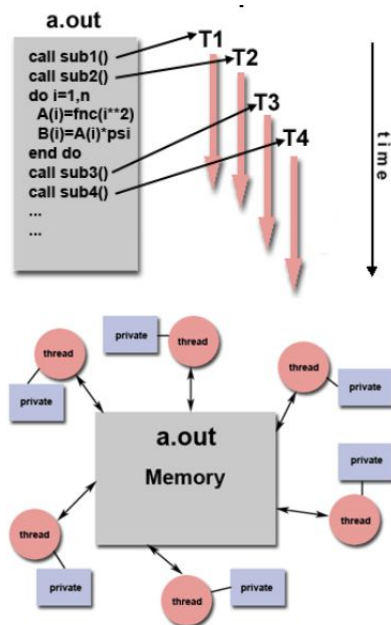 a.out
call sub1()
call sub2()
do i=1,n
A(i)=fnc(i**2)
B(i)=A(i)*psi
end do
call sub3()
call sub4()
...
...
T1
T2
T3
T4
time
private
thread
thread
private
thread
private
thread
private
a.out
Memory
private
thread
thread
private
thread
private